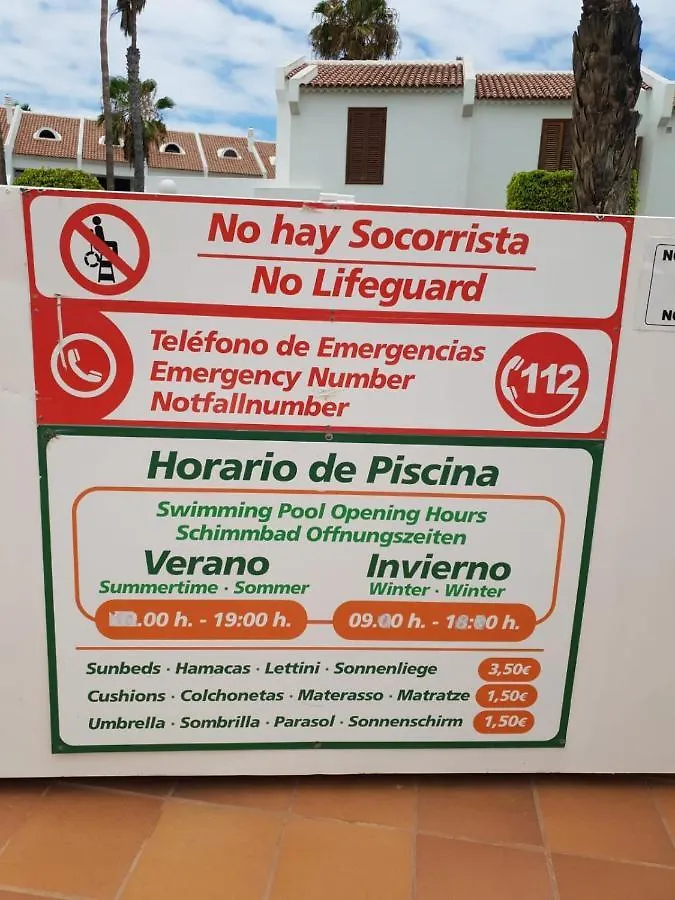 No hay Socorrista
No Lifeguard
Teléfono de Emergencias
Emergency Number
Notfallnumber
112
Horario de Piscina
Swimming Pool Opening Hours
Schimmbad Offnungszeiten
Verano
Summertime · Sommer
.00 h. - 19:00 h.
Invierno
Winter · Winter
09.00 h. - 18:00 h.
Sunbeds · Hamacas · Lettini · Sonnenliege 3,50€
Cushions · Colchonetas · Materasso · Matratze 1,50€
Umbrella · Sombrilla · Parasol · Sonnenschirm 1,50€